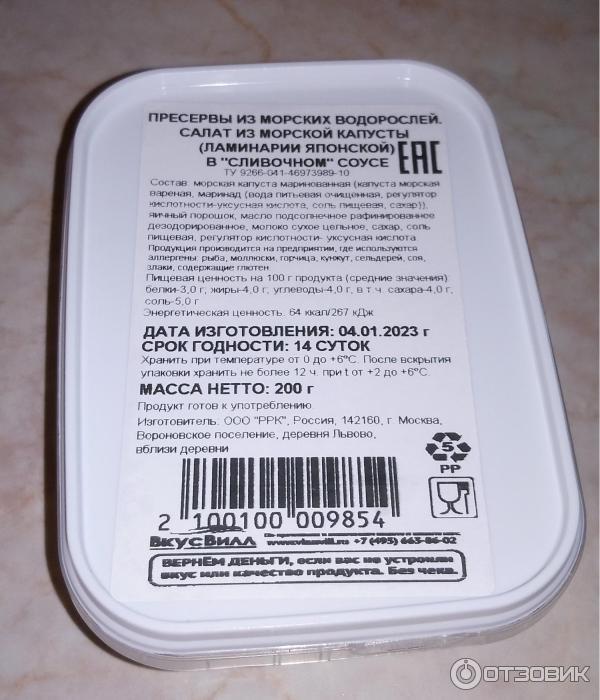 ПРЕСЕРВЫ ИЗ МОРСКИХ ВОДОРОСЛЕЙ.
САЛАТ ИЗ МОРСКОЙ КАПУСТЫ
(ЛАМИНАРИИ ЯПОНСКОЙ)
В "СЛИВОЧНОМ" СОУСЕ
ЕАС
ТУ 9266-041-46973989-10
Состав: морская капуста маринованная (капуста морская
вареная, маринад (вода питьевая очищенная, регулятор
кислотности-уксусная кислота, соль пищевая, сахар)),
яичный порошок, масло подсолнечное рафинированное
дезодорированное, молоко сухое цельное, сахар, соль
пищевая, регулятор кислотности- уксусная кислота
Продукция производится на предприятии, где используются
аллергены: рыба, моллюски, горчица, кунжут, сельдерей, соя,
злаки, содержащие глютен
Пищевая ценность на 100 г продукта (средние значения):
белки-3,0 г; жиры-4,0 г; углеводы-4,0 г, в т.ч. сахара-4,0 г;
соль-5,0 г
Энергетическая ценность: 64 ккал/267 кДж
ДАТА ИЗГОТОВЛЕНИЯ: 04.01.2023 г
СРОК ГОДНОСТИ: 14 СУТОК
Хранить при температуре от 0 до +6°С. После вскрытия
упаковки хранить не более 12 ч. при t от +2 до +6°С.
МАССА НЕТТО: 200 г
Продукт готов к употреблению.
Изготовитель: ООО "РРК", Россия, 142160, г. Москва,
Вороновское поселение, деревня Львово,
вблизи деревни
5
PP
2 100100 009854
ВкусВилл
www.vkusvill.ru +7 (495) 663-86-02
ВЕРНЁМ ДЕНЬГИ, если вас не устроили
вкус или качество продукта. Без чека.
ОТЗОВИК